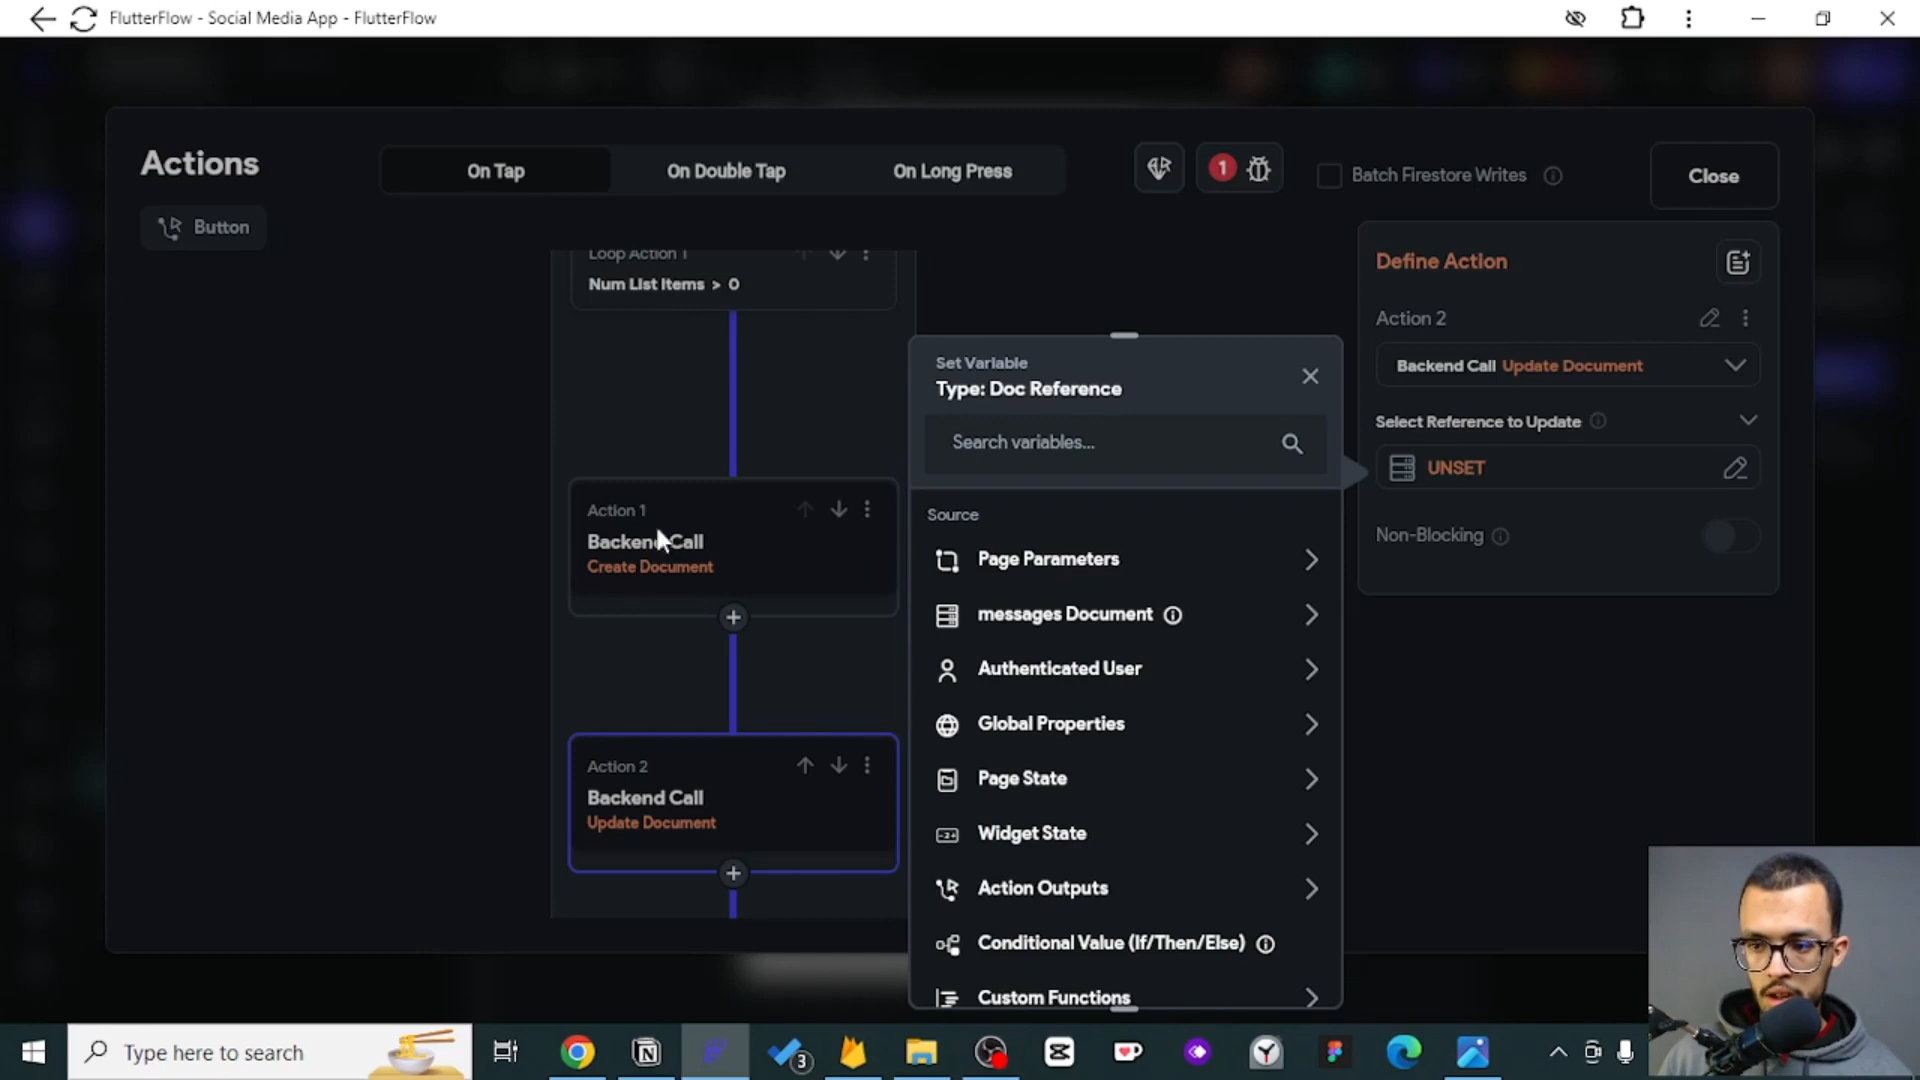 FlutterFlow - Social Media App - FlutterFlow
Actions
On Tap
On Double Tap
On Long Press
1
Batch Firestore Writes
Close
Button
Loop Action 1
Num List Items > 0
Action 1
Backend Call
Create Document
Action 2
Backend Call
Update Document
Set Variable
Type: Doc Reference
Search variables...
Source
Page Parameters
messages Document
Authenticated User
Global Properties
Page State
Widget State
Action Outputs
Conditional Value (If/Then/Else)
Custom Functions
Define Action
Action 2
Backend Call Update Document
Select Reference to Update
UNSET
Non-Blocking
Type here to search
3